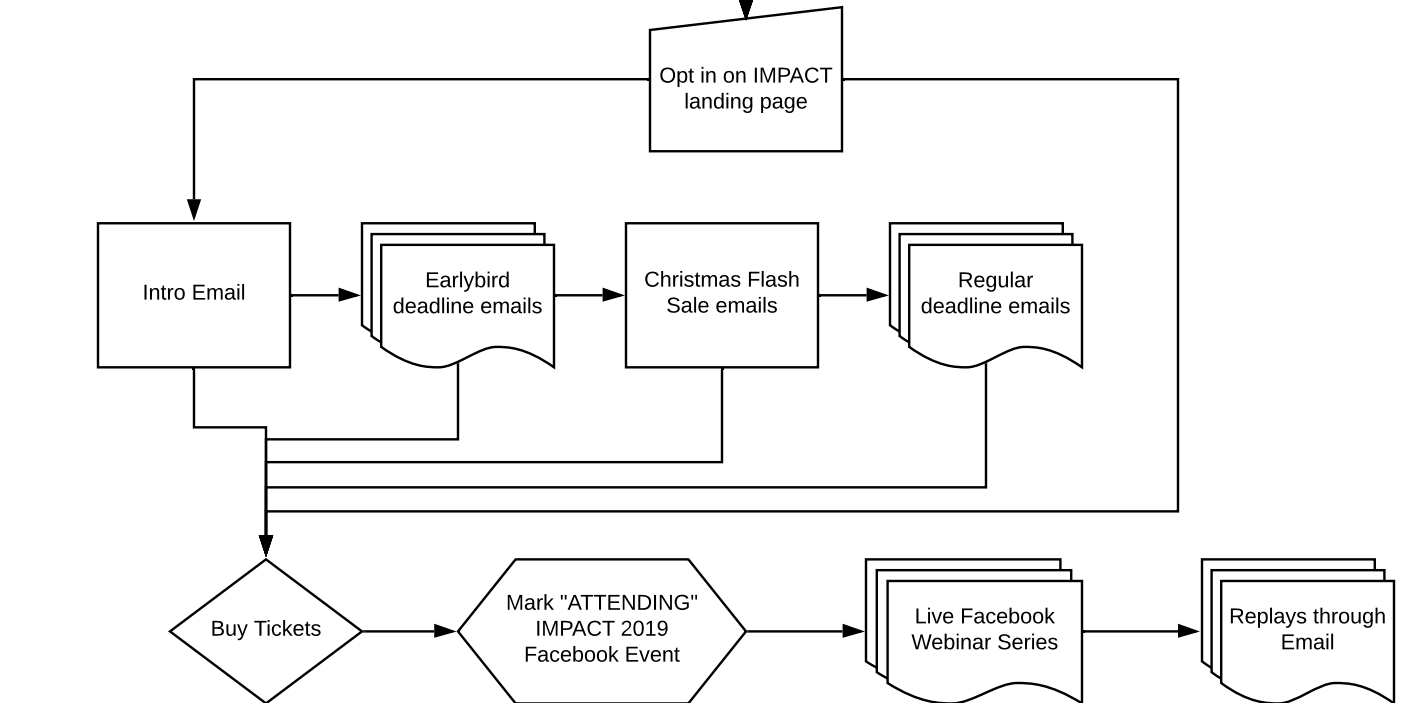 Opt in on IMPACT
landing page
Intro Email
Earlybird
deadline emails
Christmas Flash
Sale emails
Regular
deadline emails
Buy Tickets
Mark "ATTENDING"
IMPACT 2019
Facebook Event
Live Facebook
Webinar Series
Replays through
Email